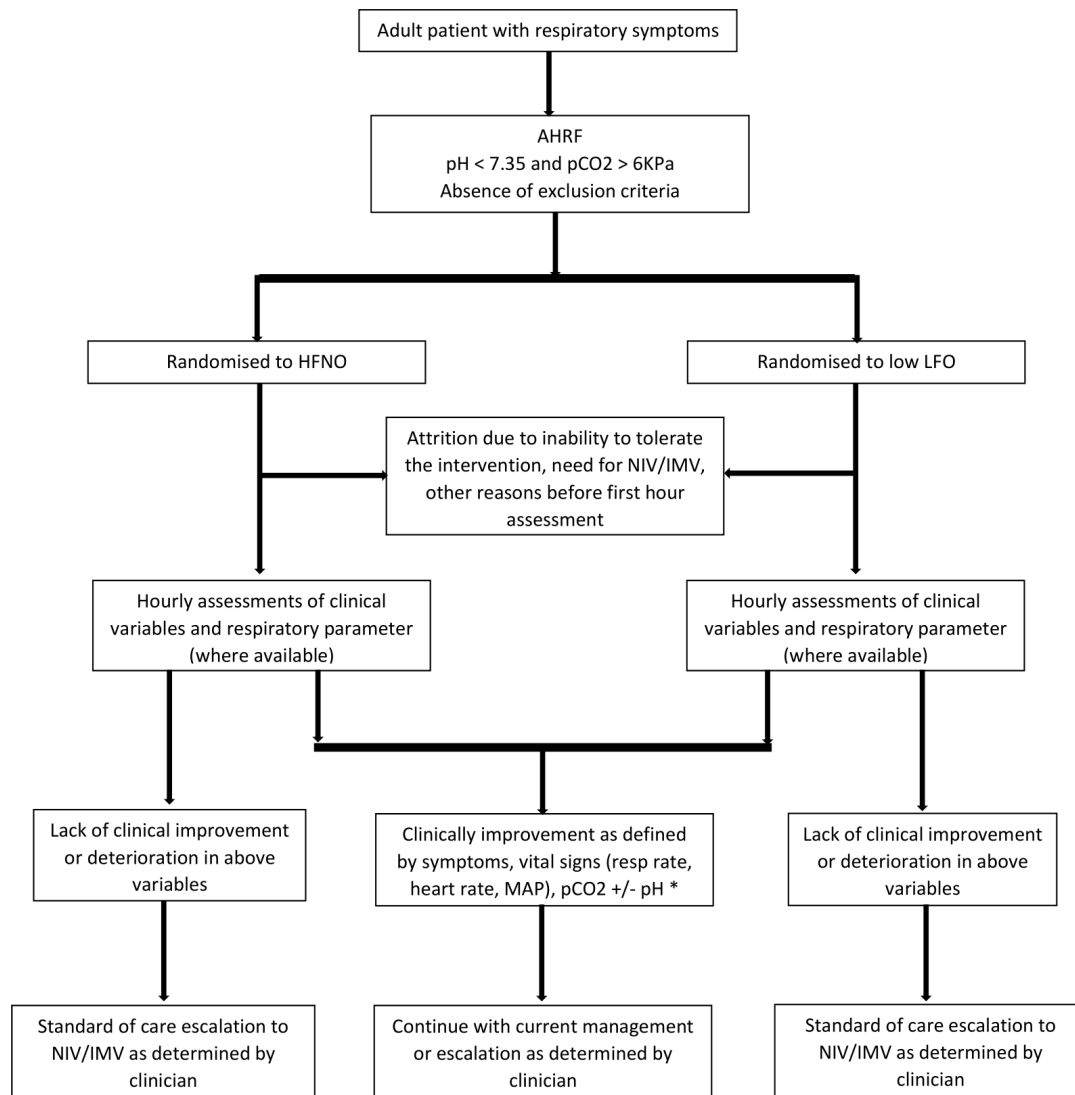 Adult patient with respiratory symptoms
AHRF
pH < 7.35 and pCO2 > 6KPa
Absence of exclusion criteria
Randomised to HFNO
Randomised to low LFO
Attrition due to inability to tolerate
the intervention, need for NIV/IMV,
other reasons before first hour
assessment
Hourly assessments of clinical
variables and respiratory parameter
(where available)
Hourly assessments of clinical
variables and respiratory parameter
(where available)
Lack of clinical improvement
or deterioration in above
variables
Clinically improvement as defined
by symptoms, vital signs (resp rate,
heart rate, MAP), pCO2 +/- pH *
Lack of clinical improvement
or deterioration in above
variables
Standard of care escalation to
NIV/IMV as determined by
clinician
Continue with current management
or escalation as determined by
clinician
Standard of care escalation to
NIV/IMV as determined by
clinician